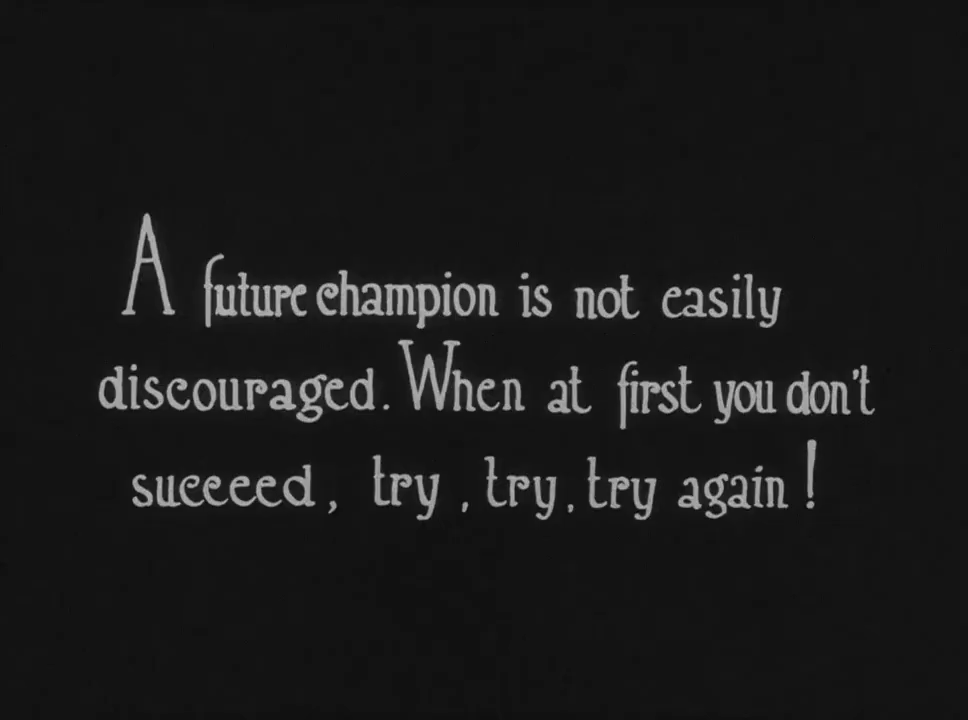 A future champion is not easily
discouraged. When at first you don't
succeed, try, try, try again!